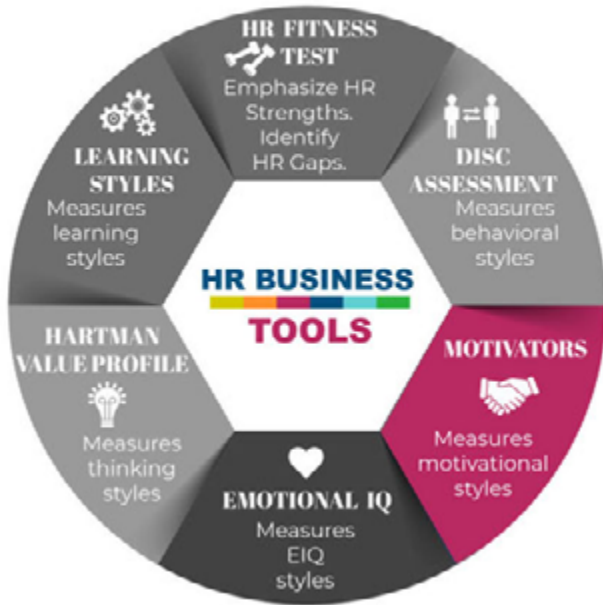 HR FITNESS
TEST
Emphasize HR
Strengths.
Identify
HR Gaps.
DISC
ASSESSMENT
Measures
behavioral
styles
MOTIVATORS
Measures
motivational
styles
EMOTIONAL IQ
Measures
EIQ
styles
HARTMAN
VALUE PROFILE
Measures
thinking
styles
LEARNING
STYLES
Measures
learning
styles
HR BUSINESS
TOOLS